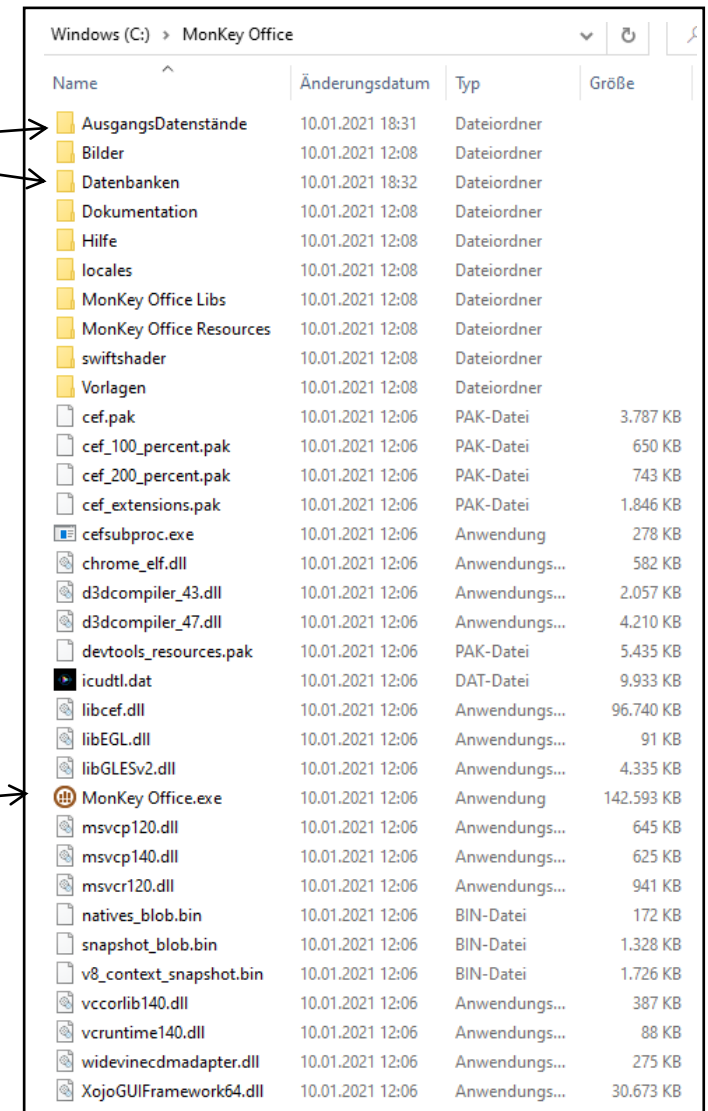 Windows (C:) > MonKey Office
Name Änderungsdatum Typ Größe
AusgangsDatenstände 10.01.2021 18:31 Dateiordner
Bilder 10.01.2021 12:08 Dateiordner
Datenbanken 10.01.2021 18:32 Dateiordner
Dokumentation 10.01.2021 12:08 Dateiordner
Hilfe 10.01.2021 12:08 Dateiordner
locales 10.01.2021 12:08 Dateiordner
MonKey Office Libs 10.01.2021 12:08 Dateiordner
MonKey Office Resources 10.01.2021 12:08 Dateiordner
swiftshader 10.01.2021 12:08 Dateiordner
Vorlagen 10.01.2021 12:08 Dateiordner
cef.pak 10.01.2021 12:06 PAK-Datei 3.787 KB
cef_100_percent.pak 10.01.2021 12:06 PAK-Datei 650 KB
cef_200_percent.pak 10.01.2021 12:06 PAK-Datei 743 KB
cef_extensions.pak 10.01.2021 12:06 PAK-Datei 1.846 KB
cefsubproc.exe 10.01.2021 12:06 Anwendung 278 KB
chrome_elf.dll 10.01.2021 12:06 Anwendungs... 582 KB
d3dcompiler_43.dll 10.01.2021 12:06 Anwendungs... 2.057 KB
d3dcompiler_47.dll 10.01.2021 12:06 Anwendungs... 4.210 KB
devtools_resources.pak 10.01.2021 12:06 PAK-Datei 5.435 KB
icudtl.dat 10.01.2021 12:06 DAT-Datei 9.933 KB
libcef.dll 10.01.2021 12:06 Anwendungs... 96.740 KB
libEGL.dll 10.01.2021 12:06 Anwendungs... 91 KB
libGLESv2.dll 10.01.2021 12:06 Anwendungs... 4.335 KB
MonKey Office.exe 10.01.2021 12:06 Anwendung 142.593 KB
msvcp120.dll 10.01.2021 12:06 Anwendungs... 645 KB
msvcp140.dll 10.01.2021 12:06 Anwendungs... 625 KB
msvcr120.dll 10.01.2021 12:06 Anwendungs... 941 KB
natives_blob.bin 10.01.2021 12:06 BIN-Datei 172 KB
snapshot_blob.bin 10.01.2021 12:06 BIN-Datei 1.328 KB
v8_context_snapshot.bin 10.01.2021 12:06 BIN-Datei 1.726 KB
vccorlib140.dll 10.01.2021 12:06 Anwendungs... 387 KB
vcruntime140.dll 10.01.2021 12:06 Anwendungs... 88 KB
widevinecdmadapter.dll 10.01.2021 12:06 Anwendungs... 275 KB
XojoGUIFramework64.dll 10.01.2021 12:06 Anwendungs... 30.673 KB